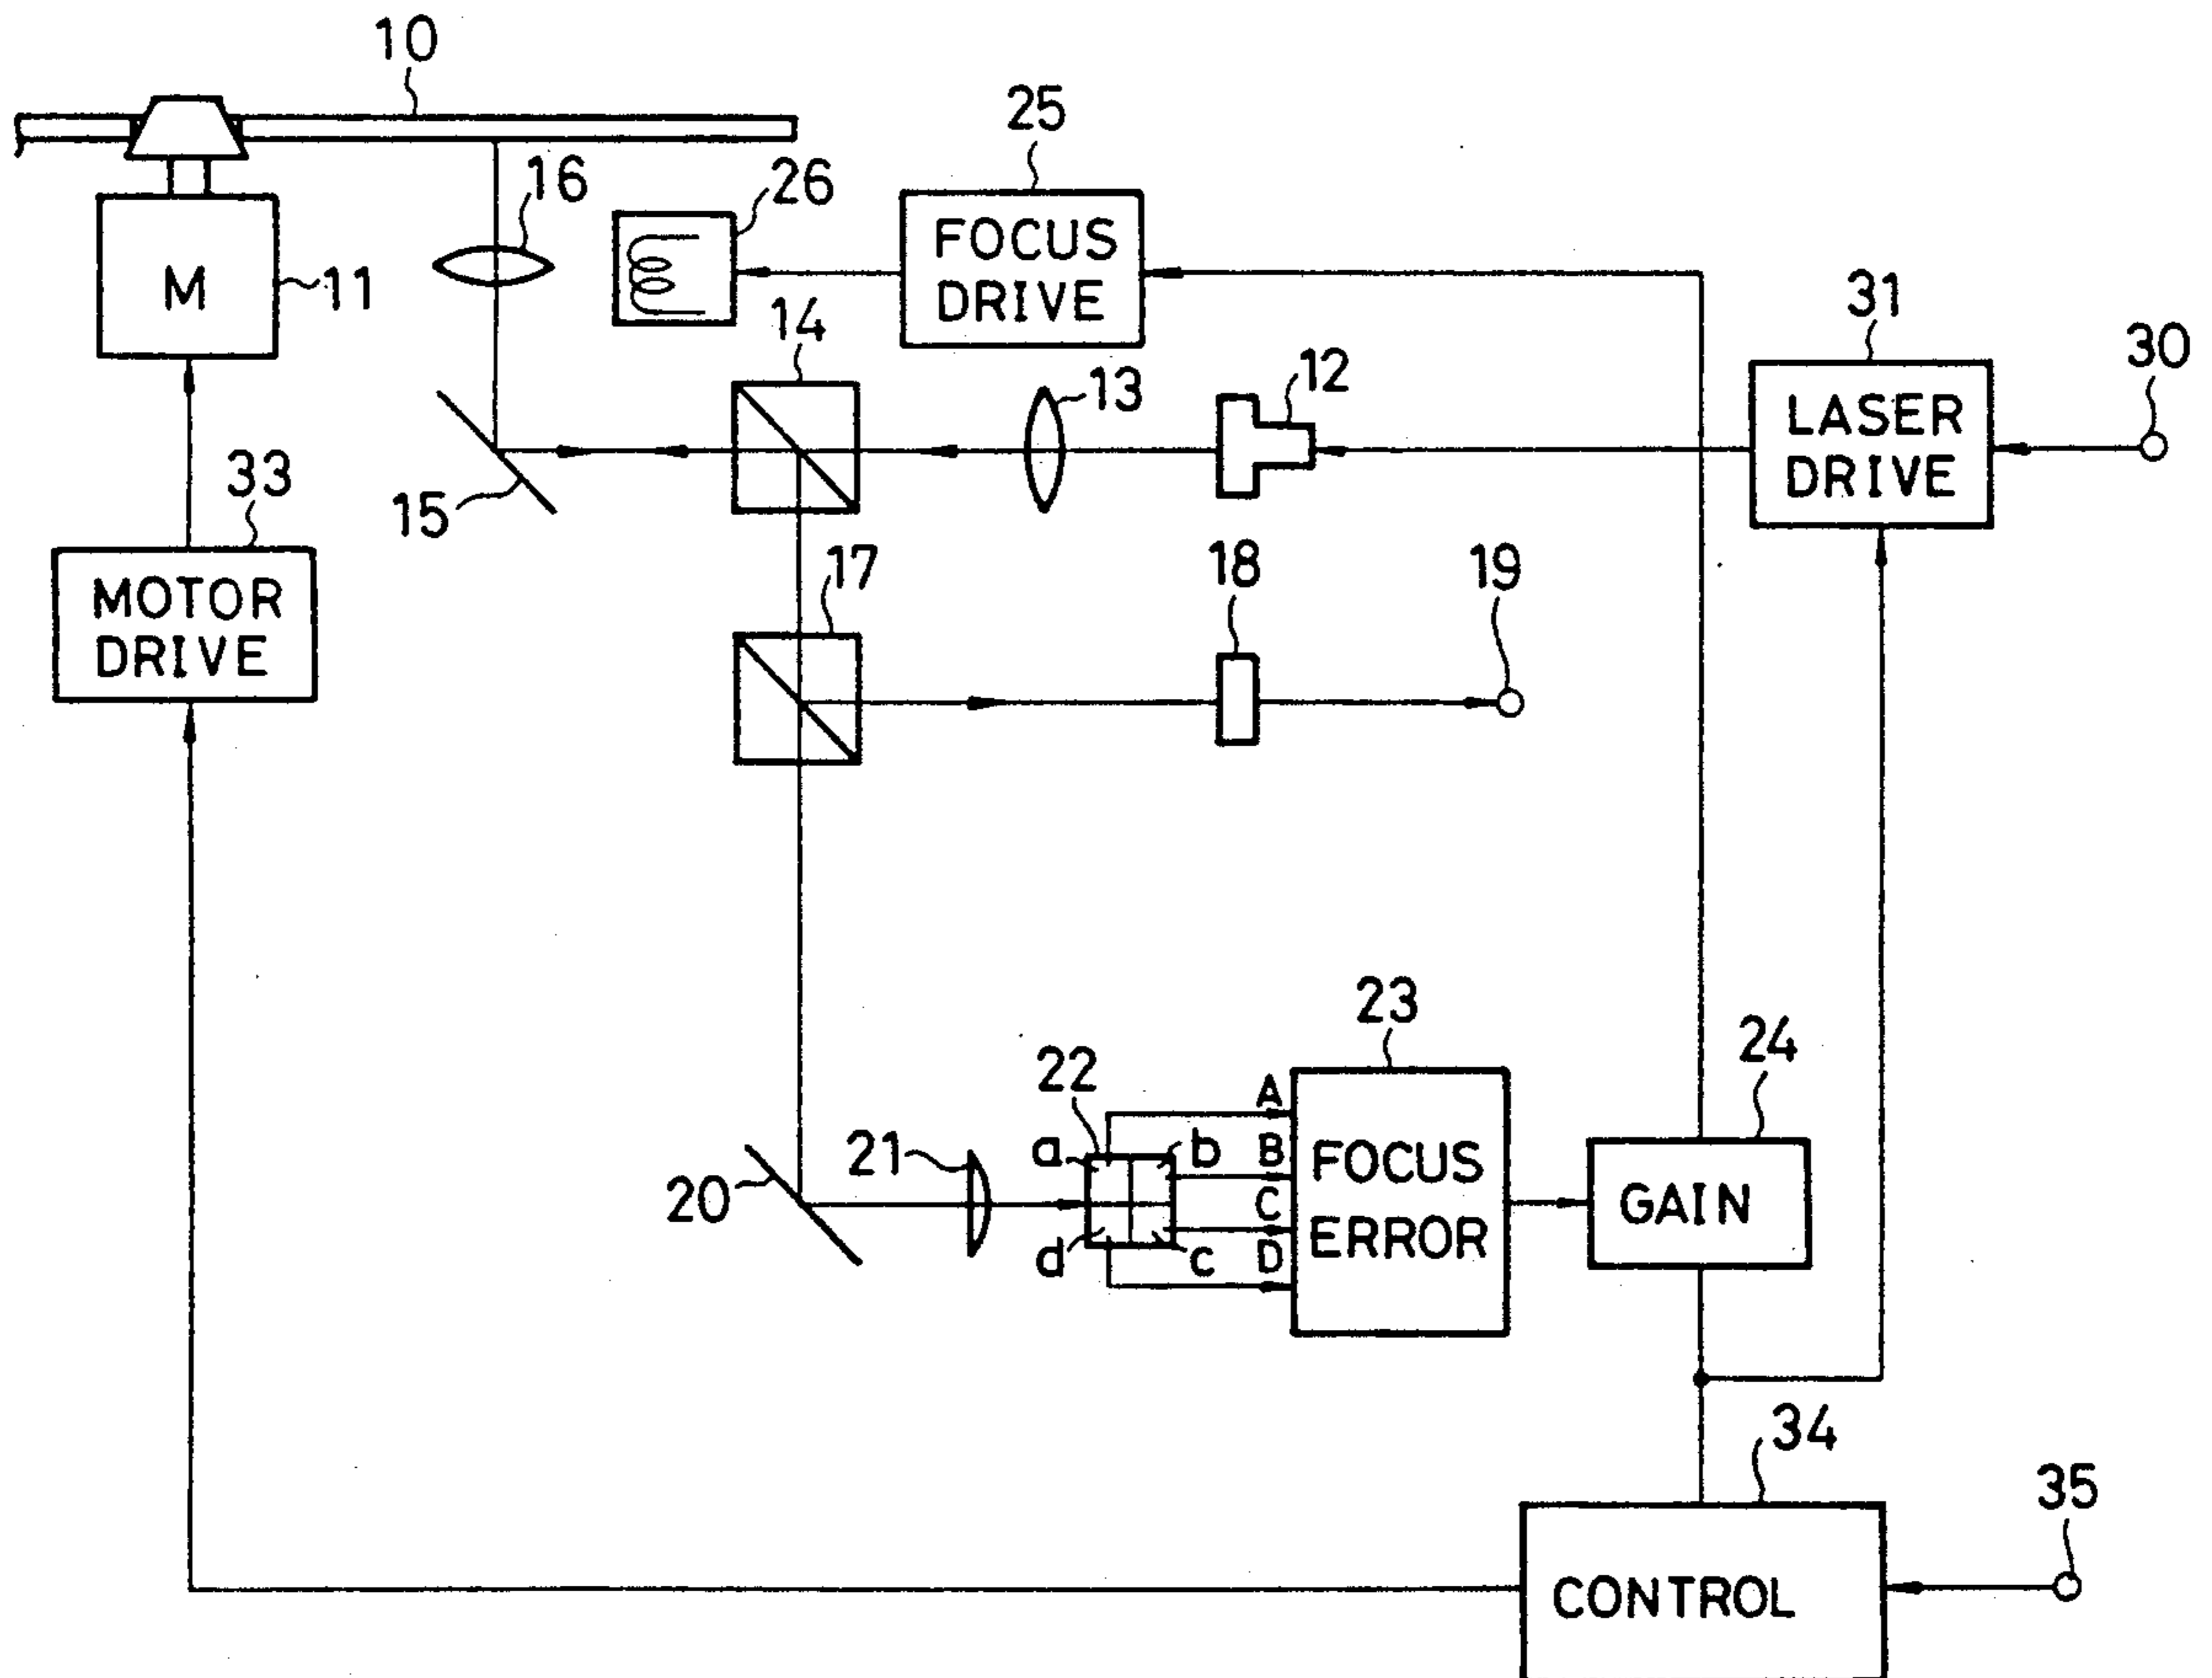 10
25
16
26
FOCUS
DRIVE
M
11
14
31
30
13
12
LASER
DRIVE
33
15
MOTOR
DRIVE
17
18
19
23
24
22
A
a
b
B
21
FOCUS
C
20
GAIN
ERROR
d
c
D
34
35
CONTROL